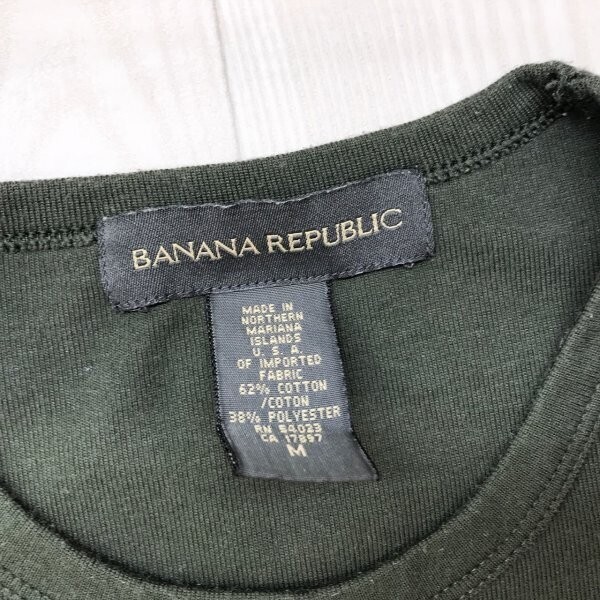 BANANA REPUBLIC
MADE IN
NORTHERN
MARIANA
ISLANDS
U. S. A.
OF IMPORTED
FABRIC
62% COTTON
/COTON
38% POLYESTER
RN 54023
CA 17897
M